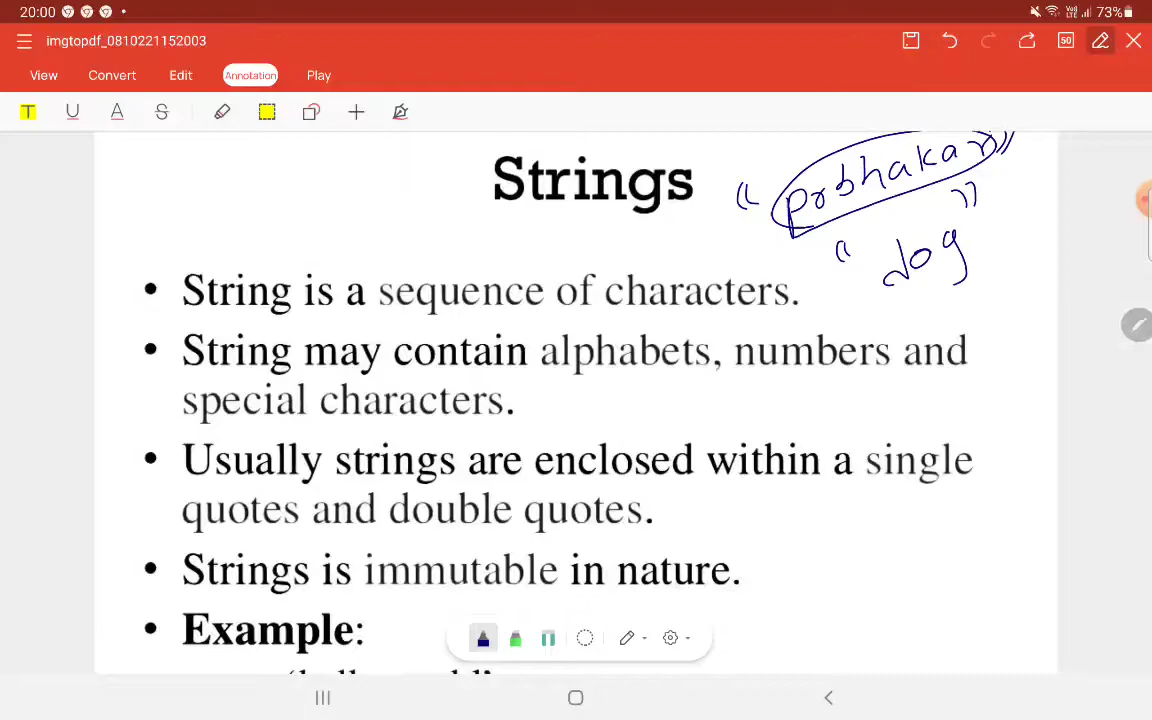 20:00 73%
imgtopdf_0810221152003 50
View Convert Edit Annotation Play
T U A S
Strings
"prbhakar"
"dog"
• String is a sequence of characters.
• String may contain alphabets, numbers and
special characters.
• Usually strings are enclosed within a single
quotes and double quotes.
• Strings is immutable in nature.
• Example: